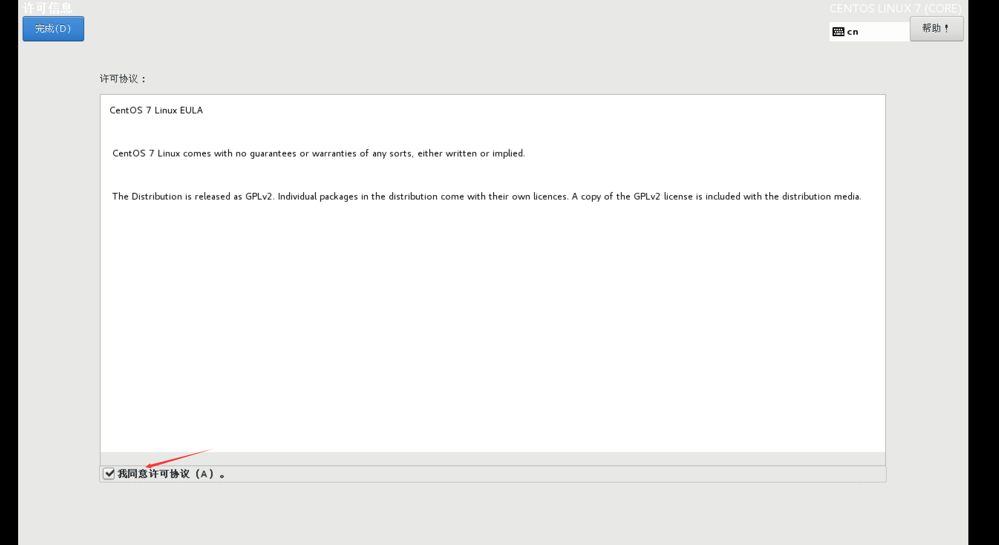 许可信息
CENTOS LINUX 7 (CORE)
完成(D)
cn
帮助！
许可协议：
CentOS 7 Linux EULA
CentOS 7 Linux comes with no guarantees or warranties of any sorts, either written or implied.
The Distribution is released as GPLv2. Individual packages in the distribution come with their own licences. A copy of the GPLv2 license is included with the distribution media.
我同意许可协议（A）。